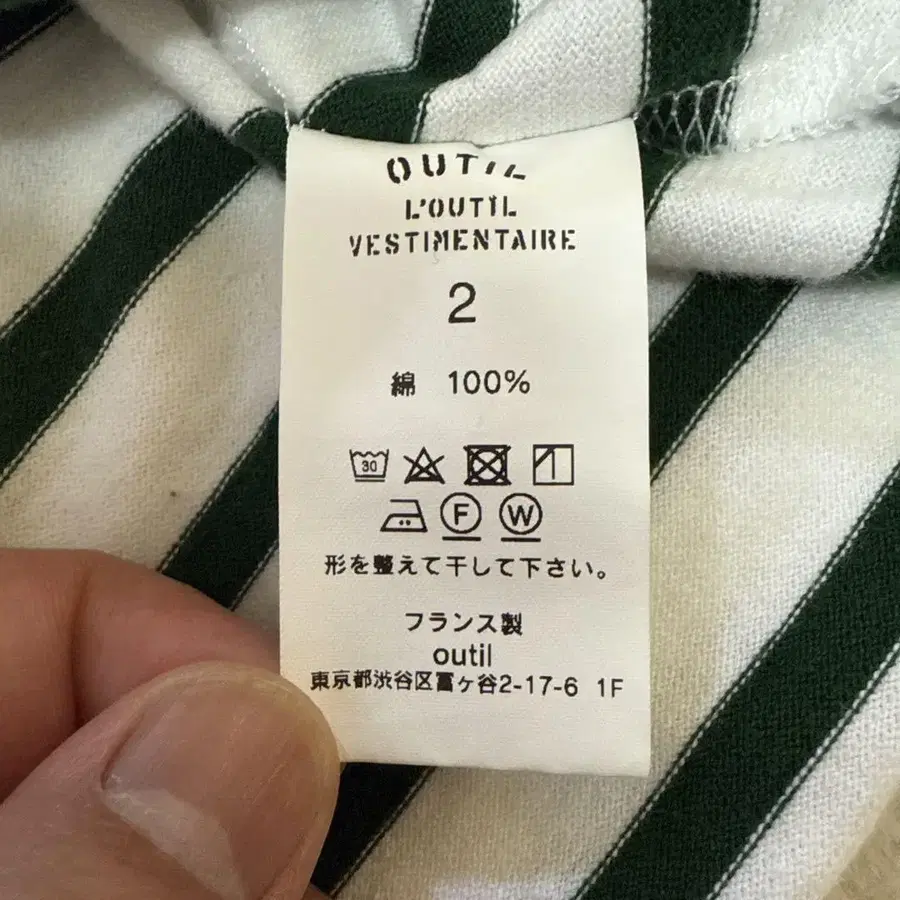 OUTIL
L'OUTIL
VESTIMENTAIRE
2
綿 100%
30
F W
形を整えて干して下さい。
フランス製
outil
東京都渋谷区富ヶ谷2-17-6 1F